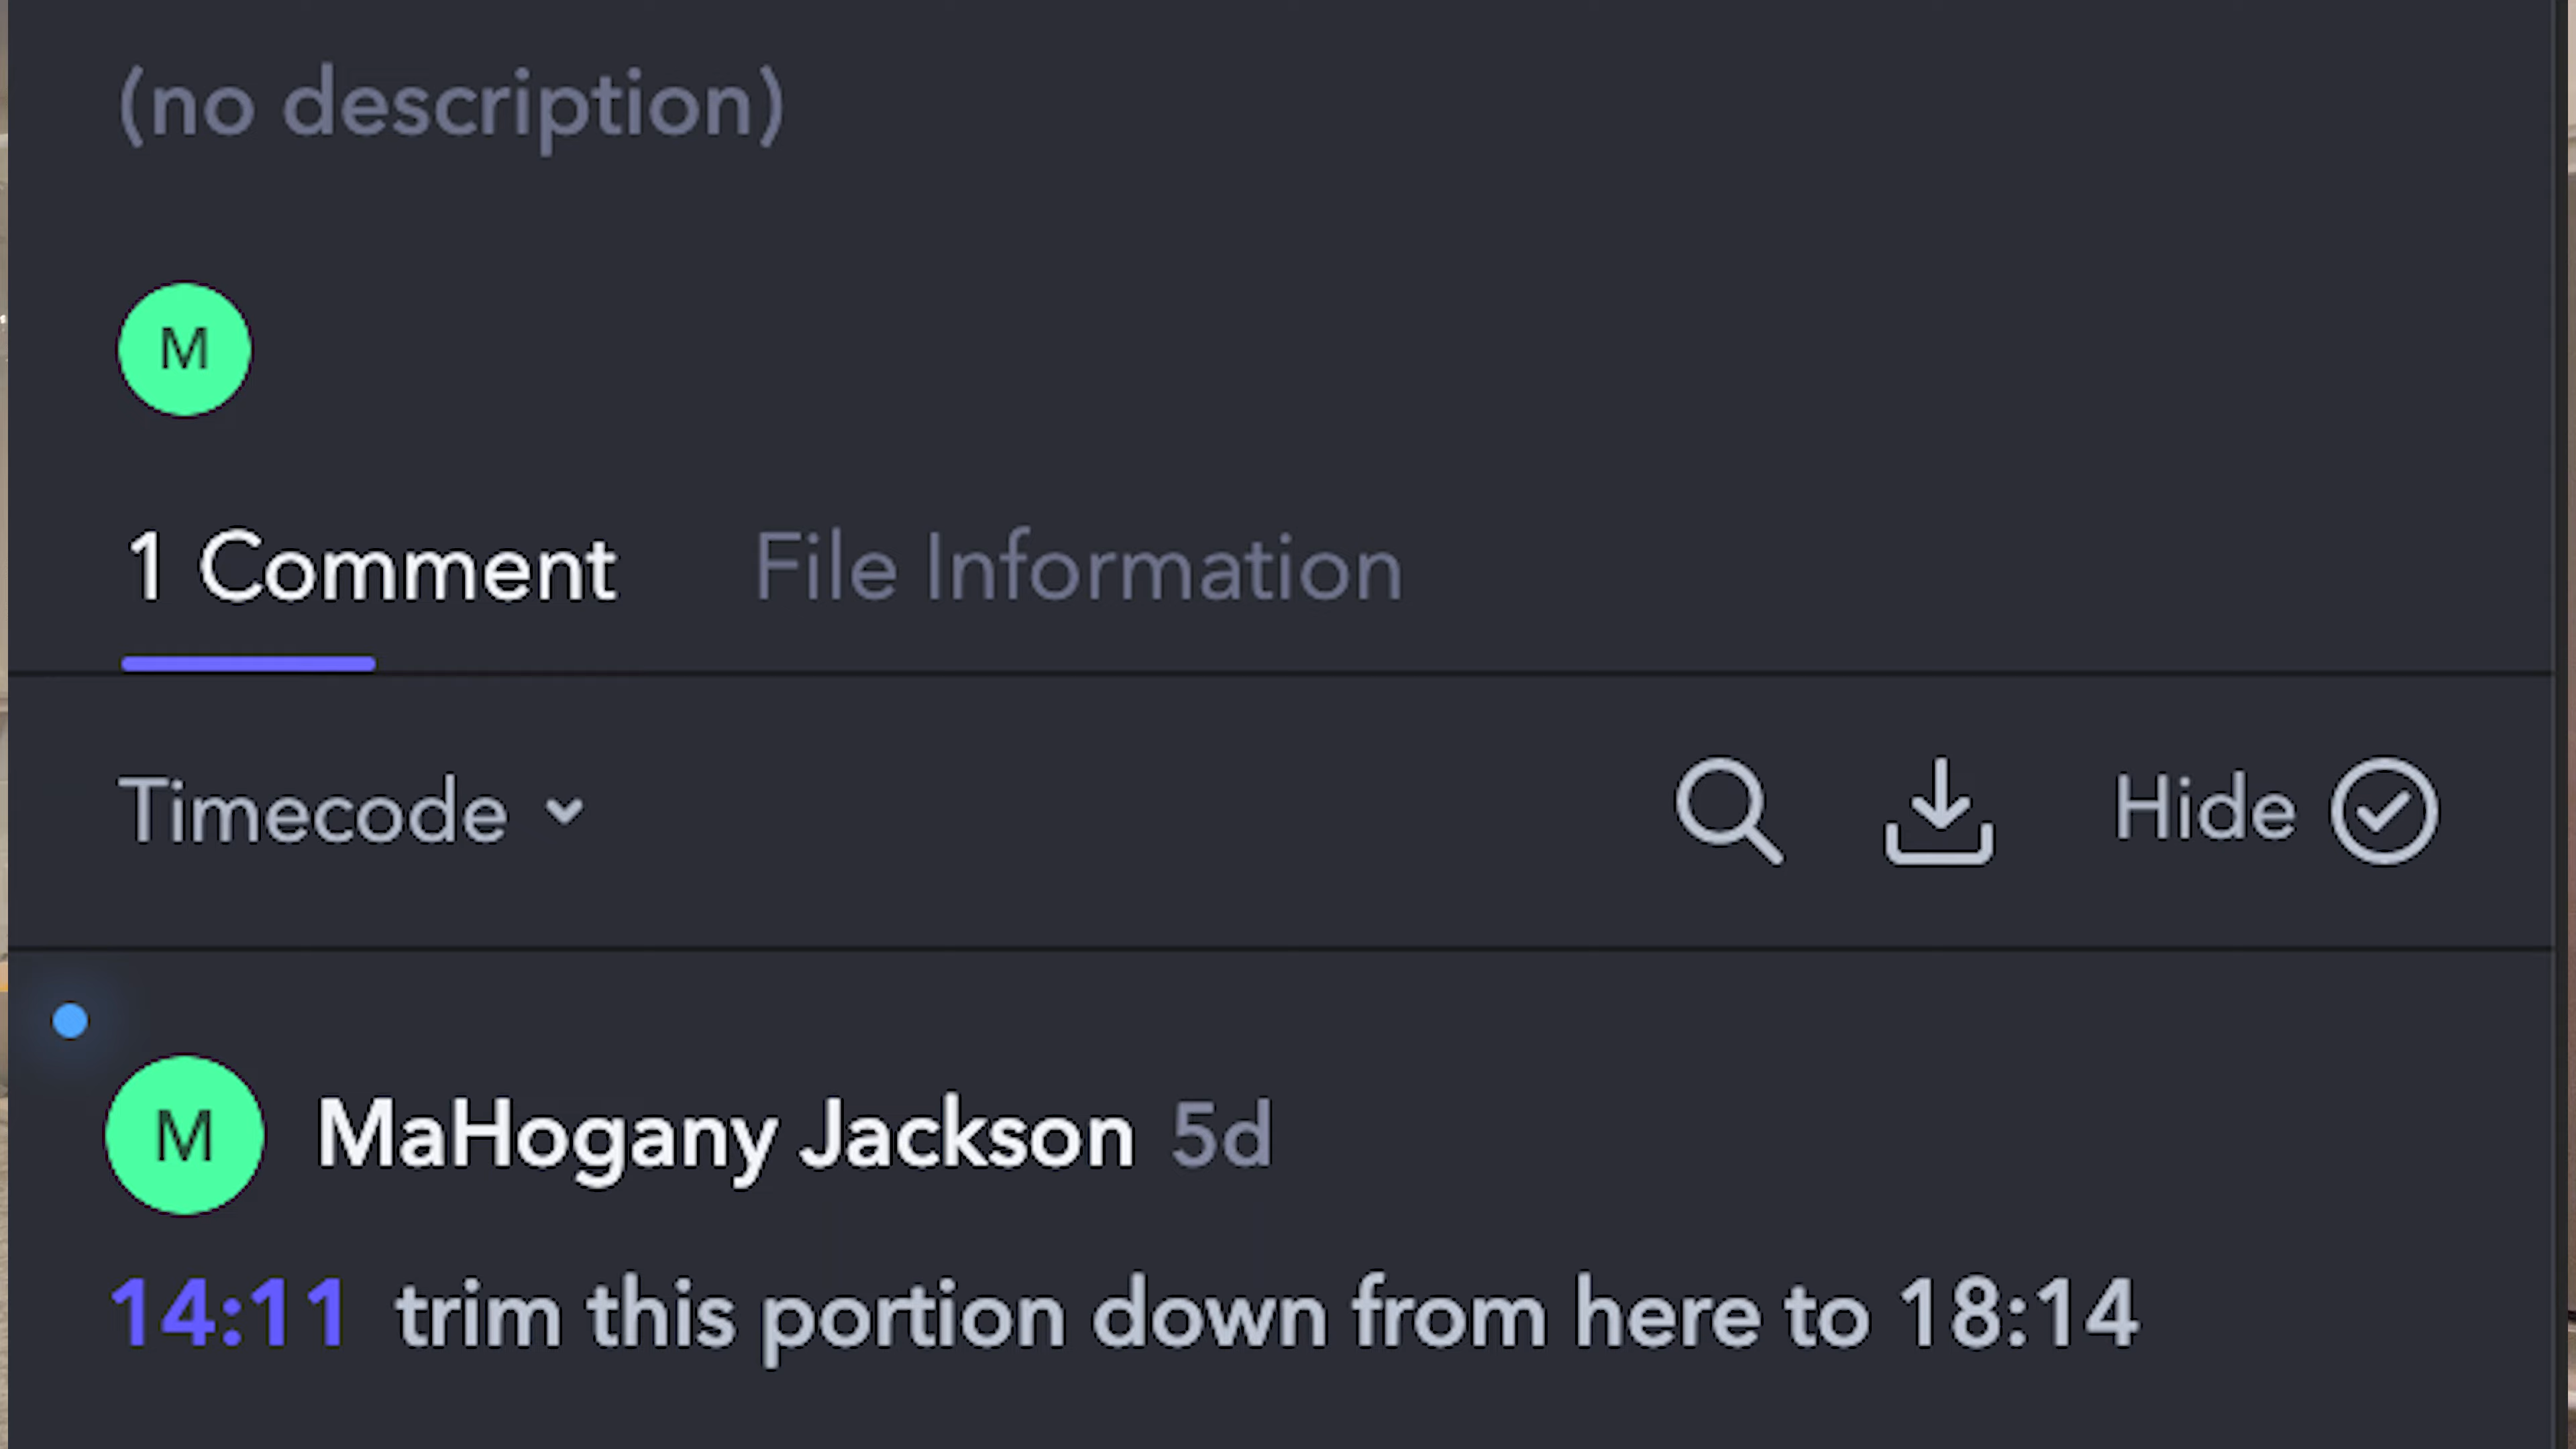 (no description)
M
1 Comment File Information
Timecode Hide
M MaHogany Jackson 5d
14:11 trim this portion down from here to 18:14